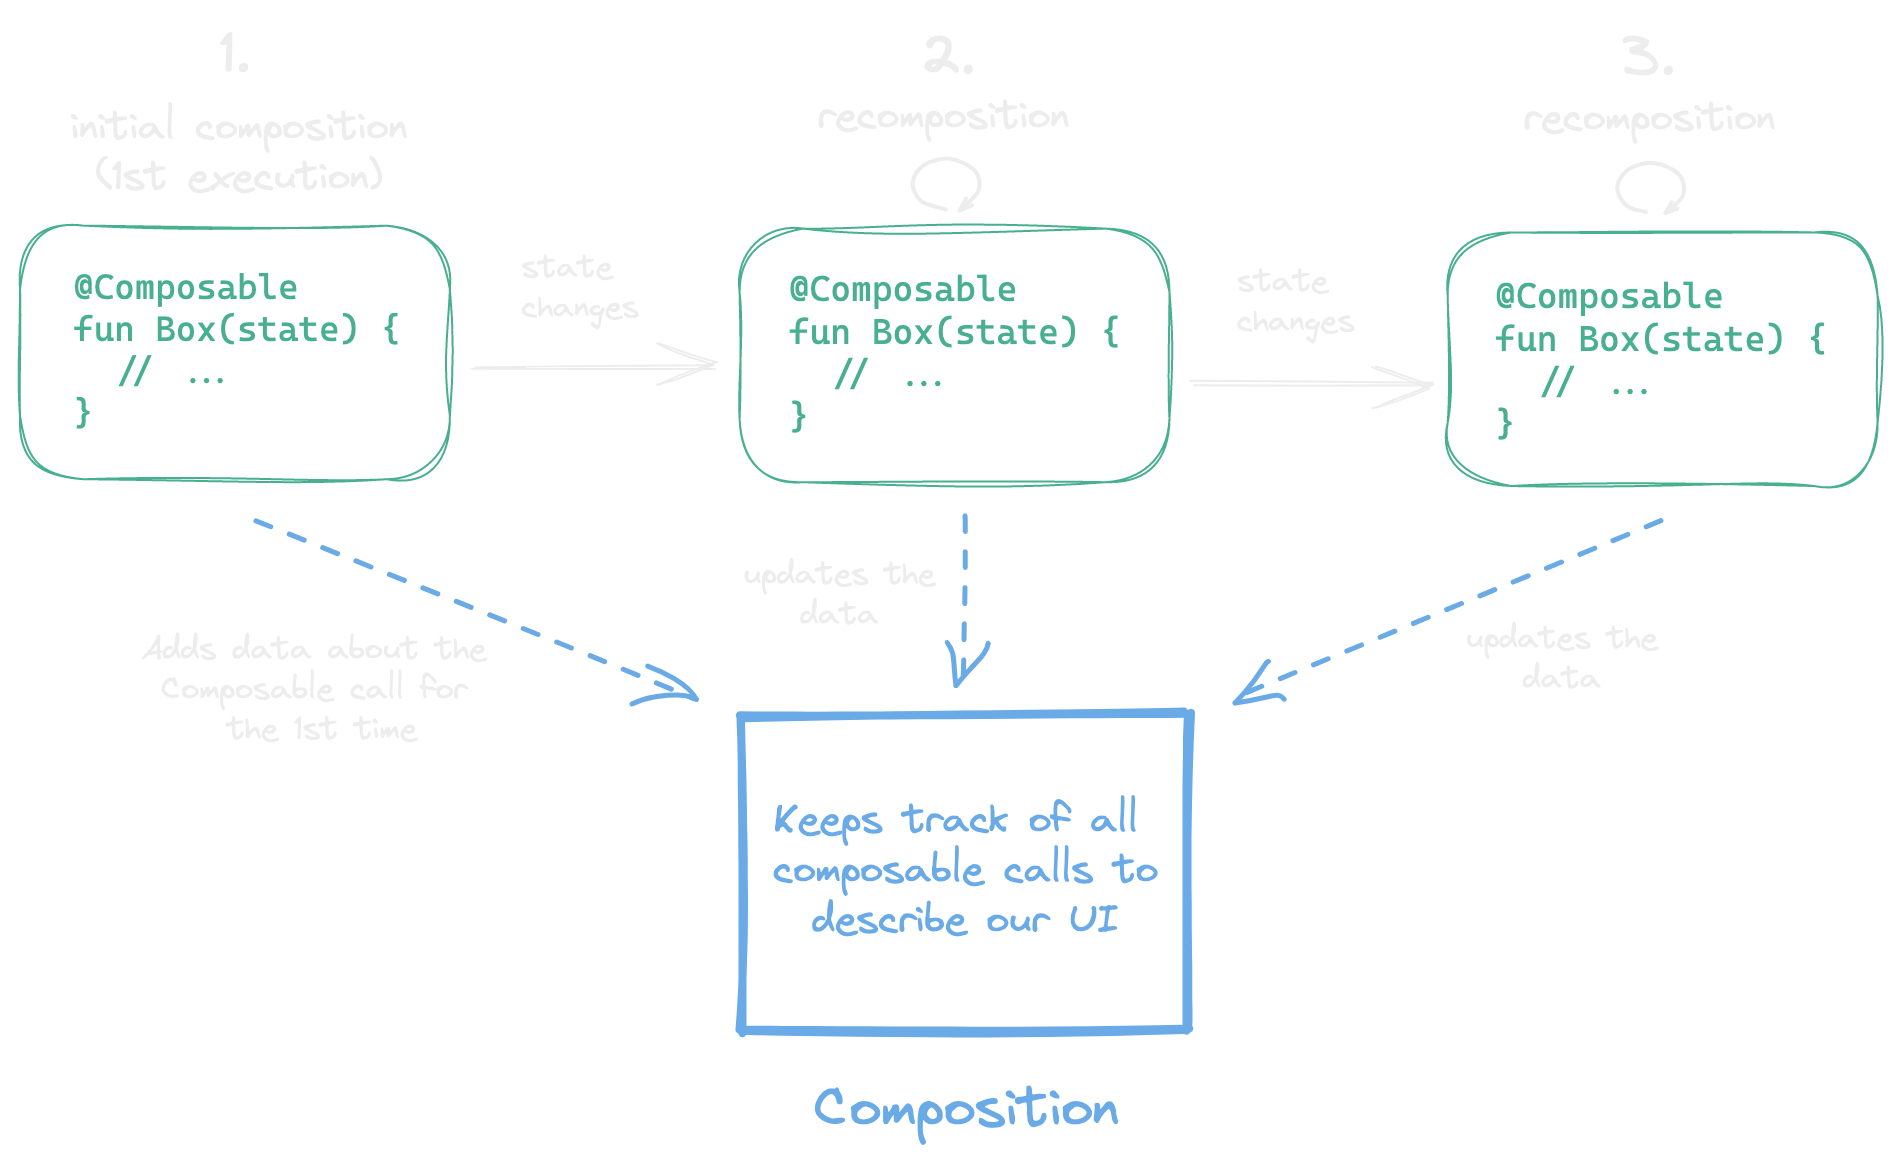 1.
initial composition
(1st execution)
@Composable
fun Box(state) {
// ...
}
state
changes
2.
recomposition
@Composable
fun Box(state) {
// ...
}
state
changes
3.
recomposition
@Composable
fun Box(state) {
// ...
}
Adds data about the
Composable call for
the 1st time
updates the
data
updates the
data
Keeps track of all
composable calls to
describe our UI
Composition